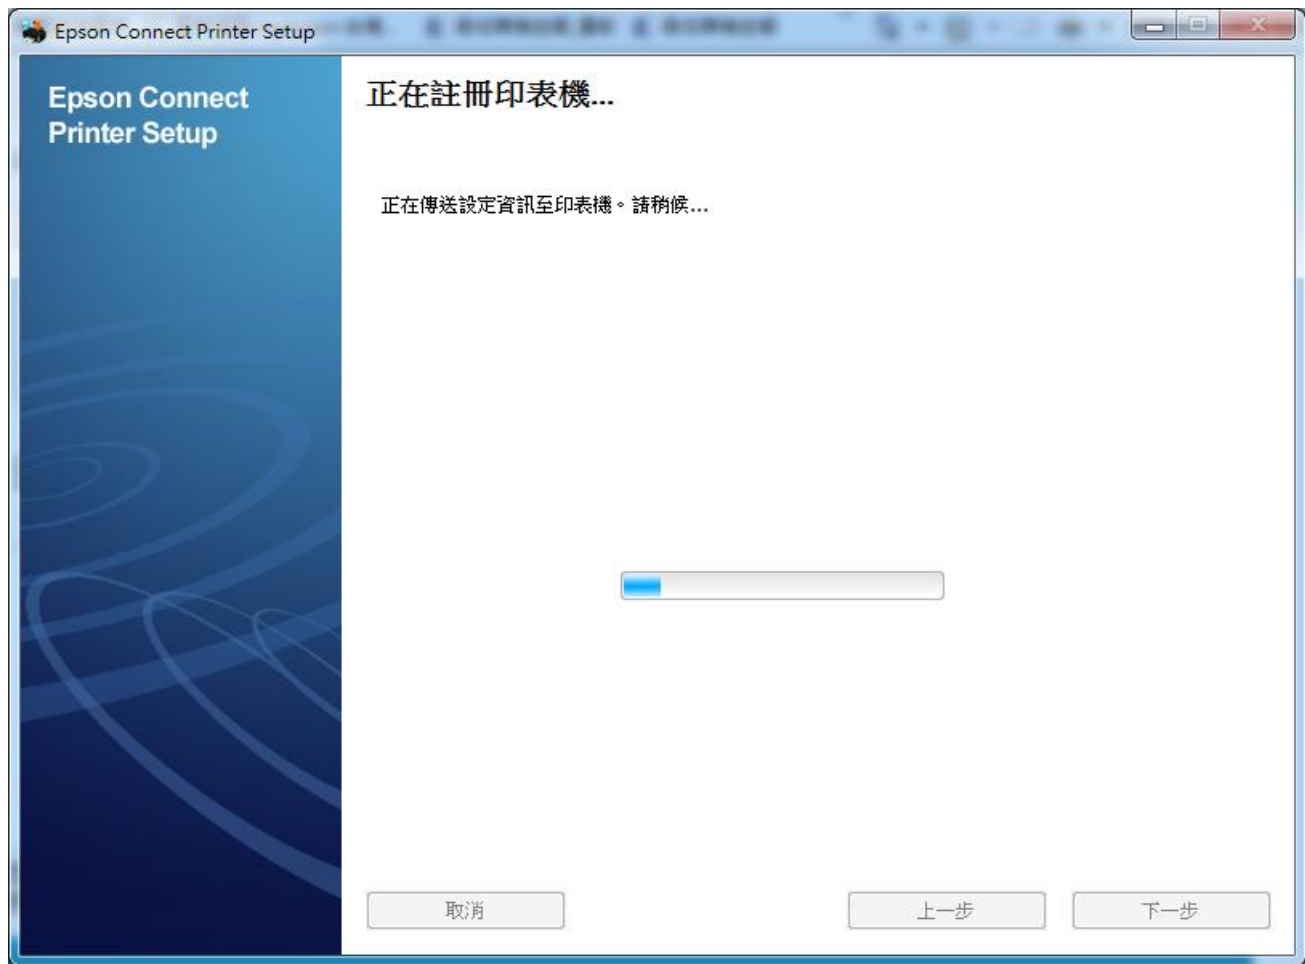 Epson Connect Printer Setup
Epson Connect
Printer Setup
正在註冊印表機...
正在傳送設定資訊至印表機。請稍候...
取消
上一步
下一步